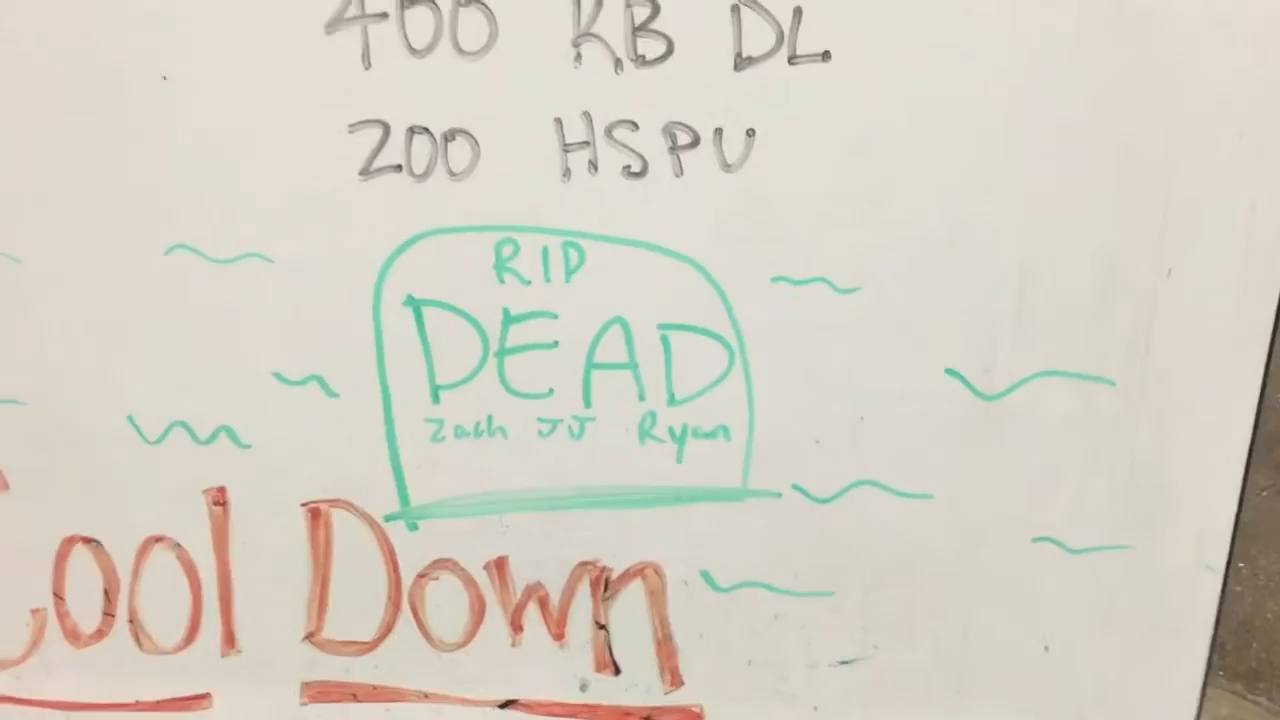 400 KB DL
200 HSPU
RIP
DEAD
Zach JJ Ryan
Cool Down